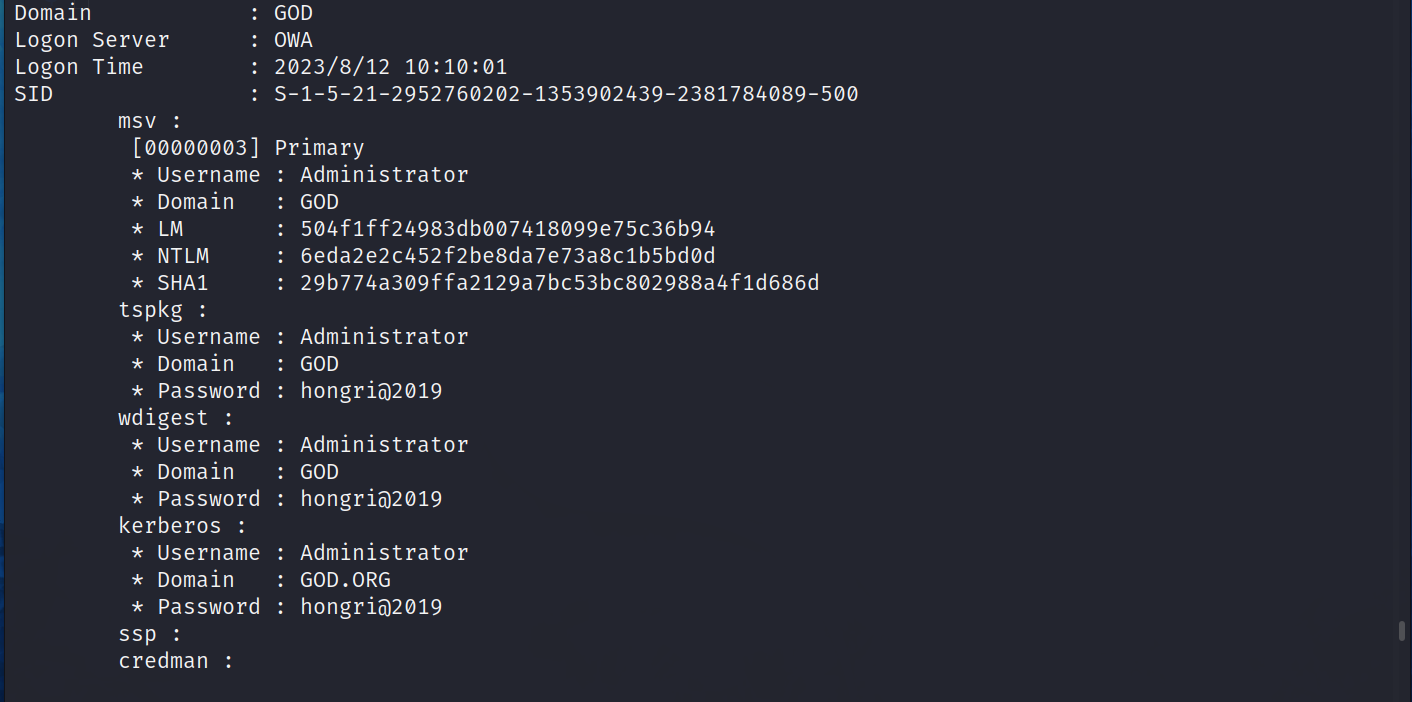 Domain            : GOD
Logon Server      : OWA
Logon Time        : 2023/8/12 10:10:01
SID               : S-1-5-21-2952760202-1353902439-2381784089-500
        msv :
         [00000003] Primary
         * Username : Administrator
         * Domain   : GOD
         * LM       : 504f1ff24983db007418099e75c36b94
         * NTLM     : 6eda2e2c452f2be8da7e73a8c1b5bd0d
         * SHA1     : 29b774a309ffa2129a7bc53bc802988a4f1d686d
        tspkg :
         * Username : Administrator
         * Domain   : GOD
         * Password : hongri@2019
        wdigest :
         * Username : Administrator
         * Domain   : GOD
         * Password : hongri@2019
        kerberos :
         * Username : Administrator
         * Domain   : GOD.ORG
         * Password : hongri@2019
        ssp :
        credman :